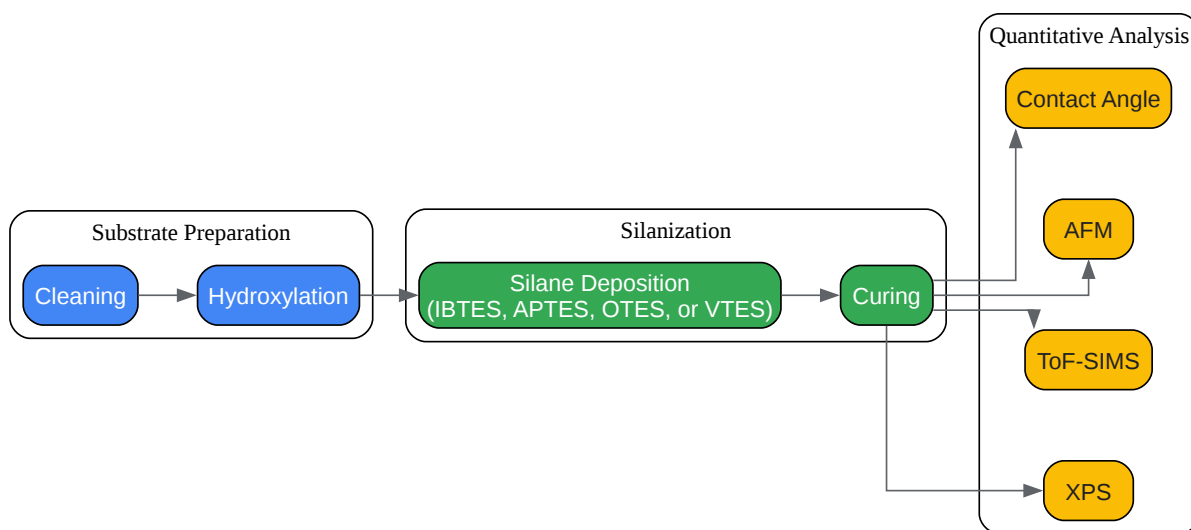 Substrate Preparation
Cleaning
Hydroxylation
Silanization
Silane Deposition
(IBTES, APTES, OTES, or VTES)
Curing
Quantitative Analysis
Contact Angle
AFM
ToF-SIMS
XPS